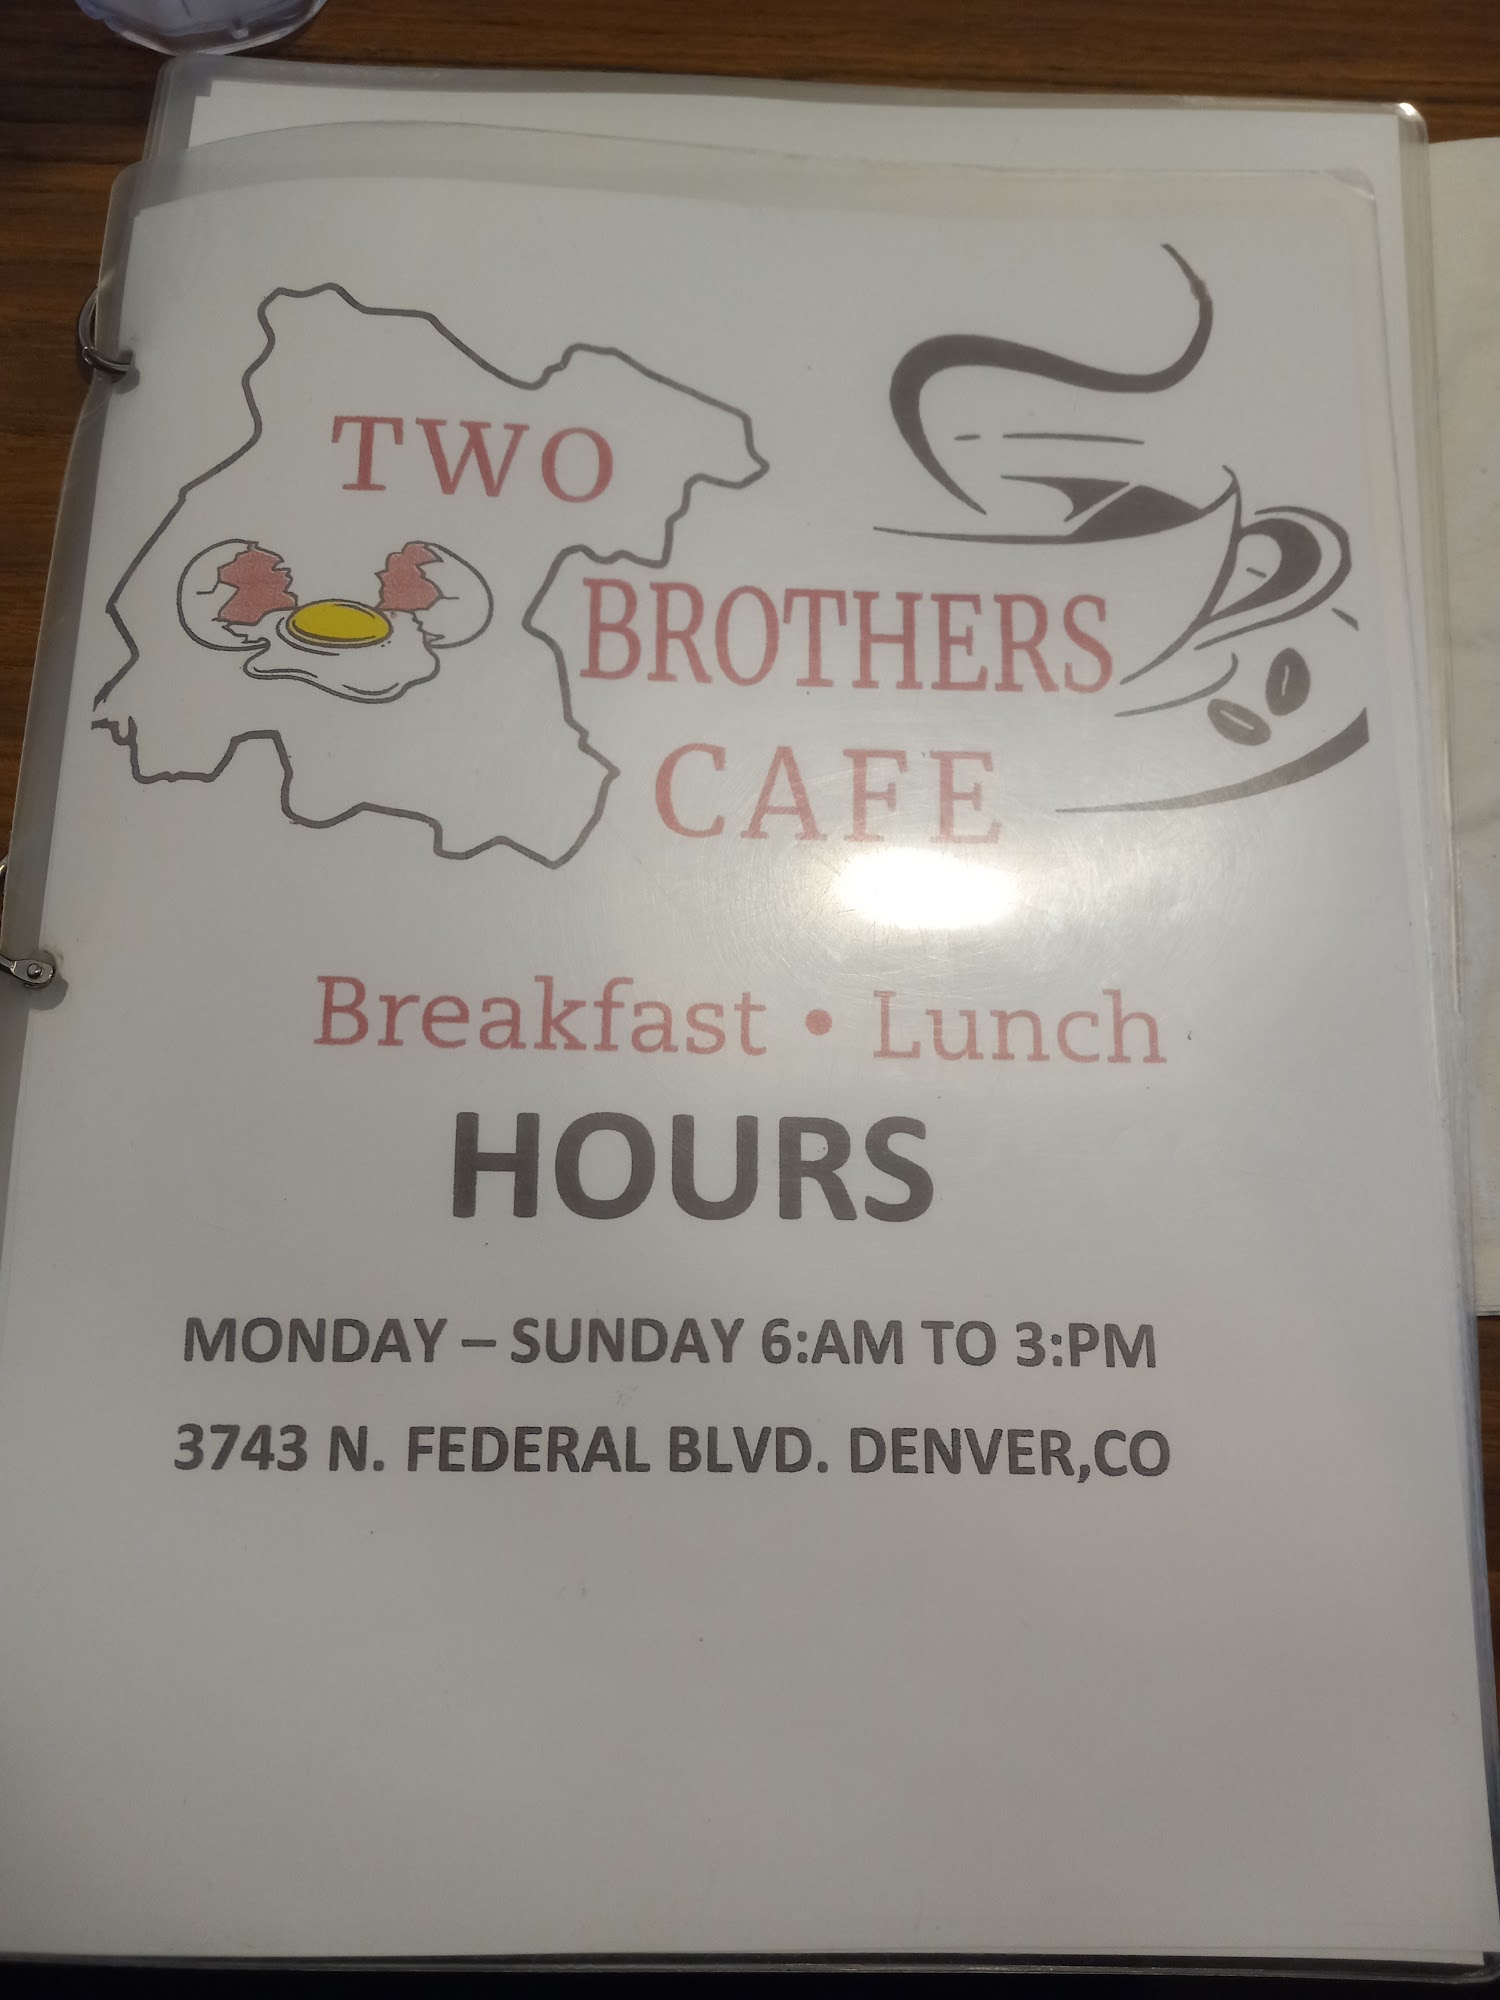 TWO
BROTHERS
CAFE
Breakfast • Lunch
HOURS
MONDAY – SUNDAY 6:AM TO 3:PM
3743 N. FEDERAL BLVD. DENVER,CO